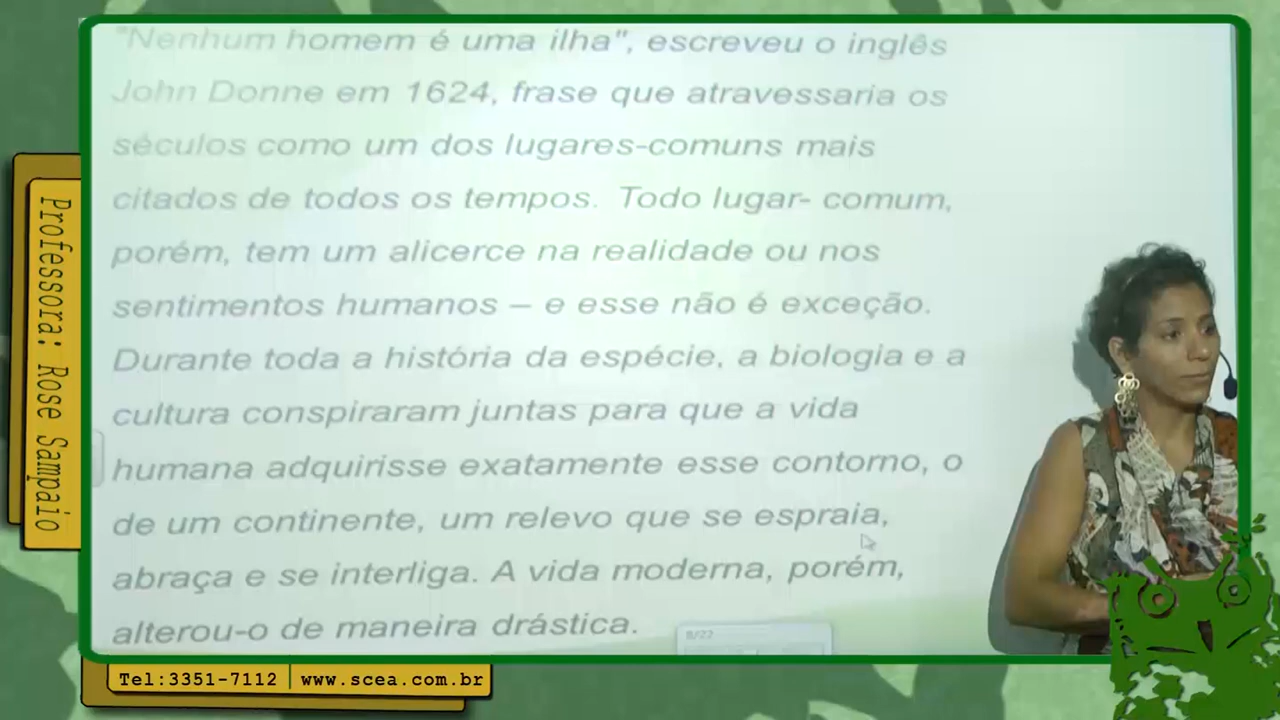 "Nenhum homem é uma ilha", escreveu o inglês
John Donne em 1624, frase que atravessaria os
séculos como um dos lugares-comuns mais
citados de todos os tempos. Todo lugar- comum,
porém, tem um alicerce na realidade ou nos
sentimentos humanos – e esse não é exceção.
Durante toda a história da espécie, a biologia e a
cultura conspiraram juntas para que a vida
humana adquirisse exatamente esse contorno, o
de um continente, um relevo que se espraia,
abraça e se interliga. A vida moderna, porém,
alterou-o de maneira drástica.
8/22
Professora: Rose Sampaio
Tel:3351-7112 | www.scea.com.br